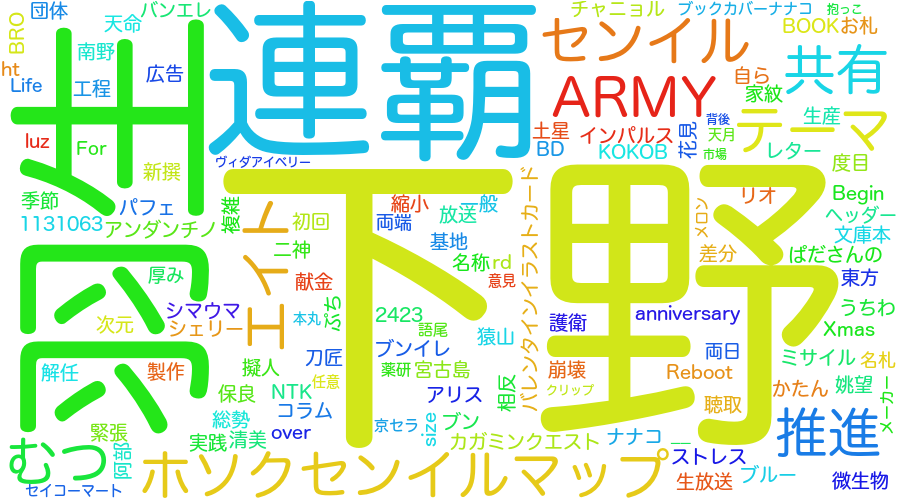 団体
天命
バンエレ
BRO
南野
ht
Life
工程
広告
luz
For
新撰
季節
パフェ
1131063
アンダンチノ
生図
連覇
ヴィダアイベリー
センイル
ARMY
チャニョル
ブックカバーナナコ
抱っこ
BOOK
お札
共有
自ら
家紋
テーマ
生産
土星
インパルス
背後
天月
BD
KOKOB
花見
市場
レター
度目
下野
エイト
複雑
初回
二神
縮小
両端
一般
放送
基地
名称
rd
意見
献金
バレンタインイラストカード
メロン
リオ
差分
Begin
ヘッダー
文庫本
ぱださんの
東方
うちわ
Xmas
anniversary
護衛
両日
ミサイル
名札
厚み
シマウマ
シェリー
次元
解任
製作
ぷち
本丸
2423
語尾
猿山
刀匠
ブンイレ
擬人
薬研
宮古島
任意
保良
NTK
アリス
相反
クリップ
崩壊
Reboot
かたん
眺望
メーカー
聴取
推進
むつ
緊張
阿部
総勢
コラム
実践
清美
over
京セラ
size
ブン
カガミンクエスト
ナナコ
ストレス
セイコーマート
ホソクセンイルマップ
生放送
ブルー
微生物